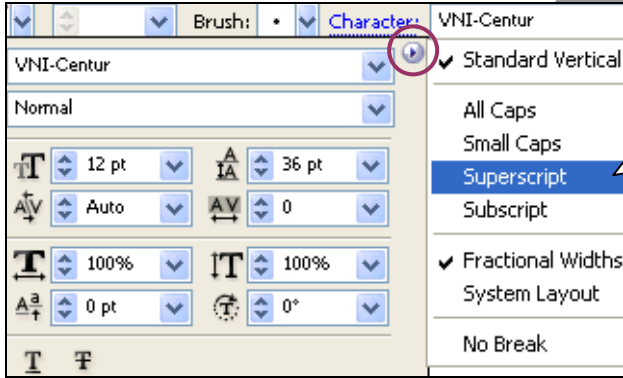 Brush: Character: VNI-Centur
VNI-Centur
Normal
12 pt 36 pt
Auto 0
100% 100%
0 pt 0°
T T
Standard Vertical
All Caps
Small Caps
Superscript
Subscript
Fractional Widths
System Layout
No Break